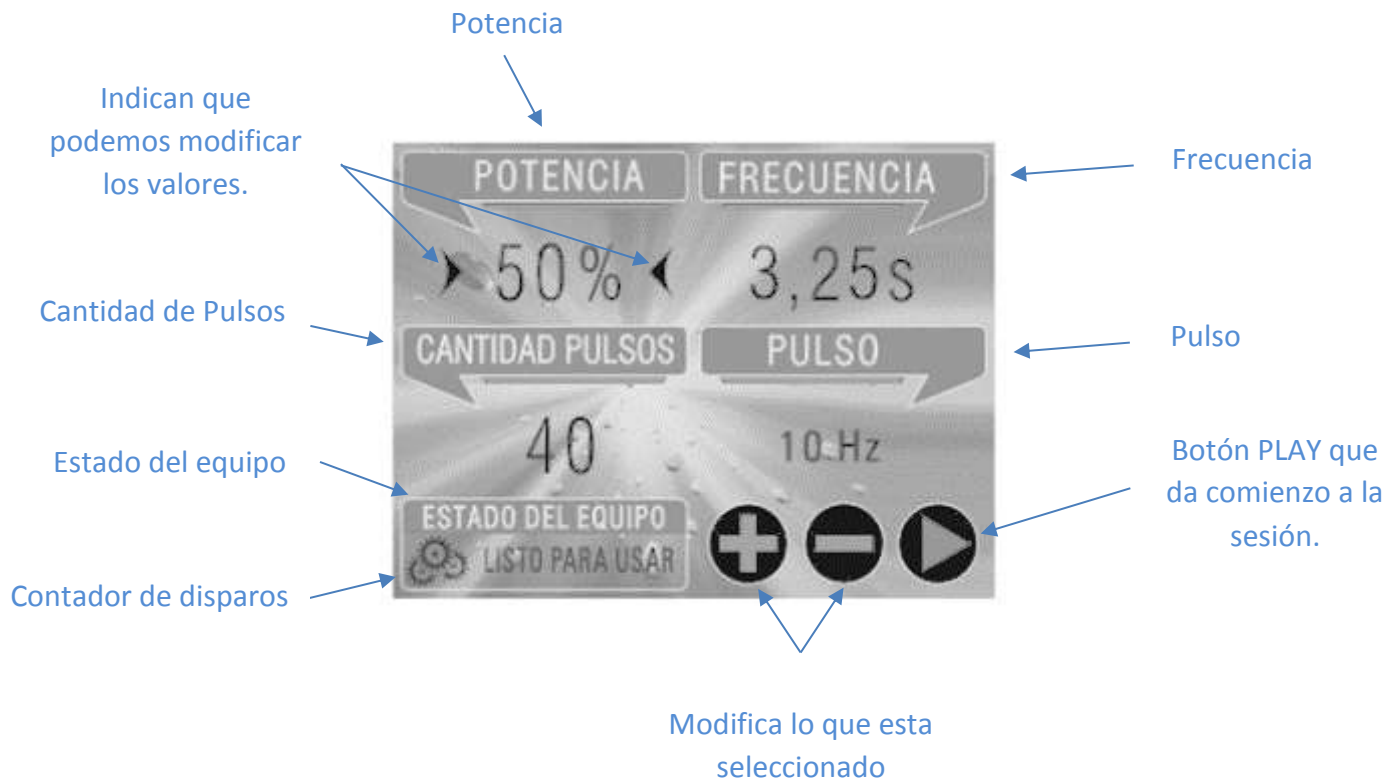 Potencia
Indican que
podemos modificar
los valores.
Frecuencia
POTENCIA
FRECUENCIA
50%
3,25s
Cantidad de Pulsos
Pulso
CANTIDAD PULSOS
PULSO
40
10 Hz
Estado del equipo
Botón PLAY que
da comienzo a la
sesión.
ESTADO DEL EQUIPO
LISTO PARA USAR
Contador de disparos
Modifica lo que esta
seleccionado